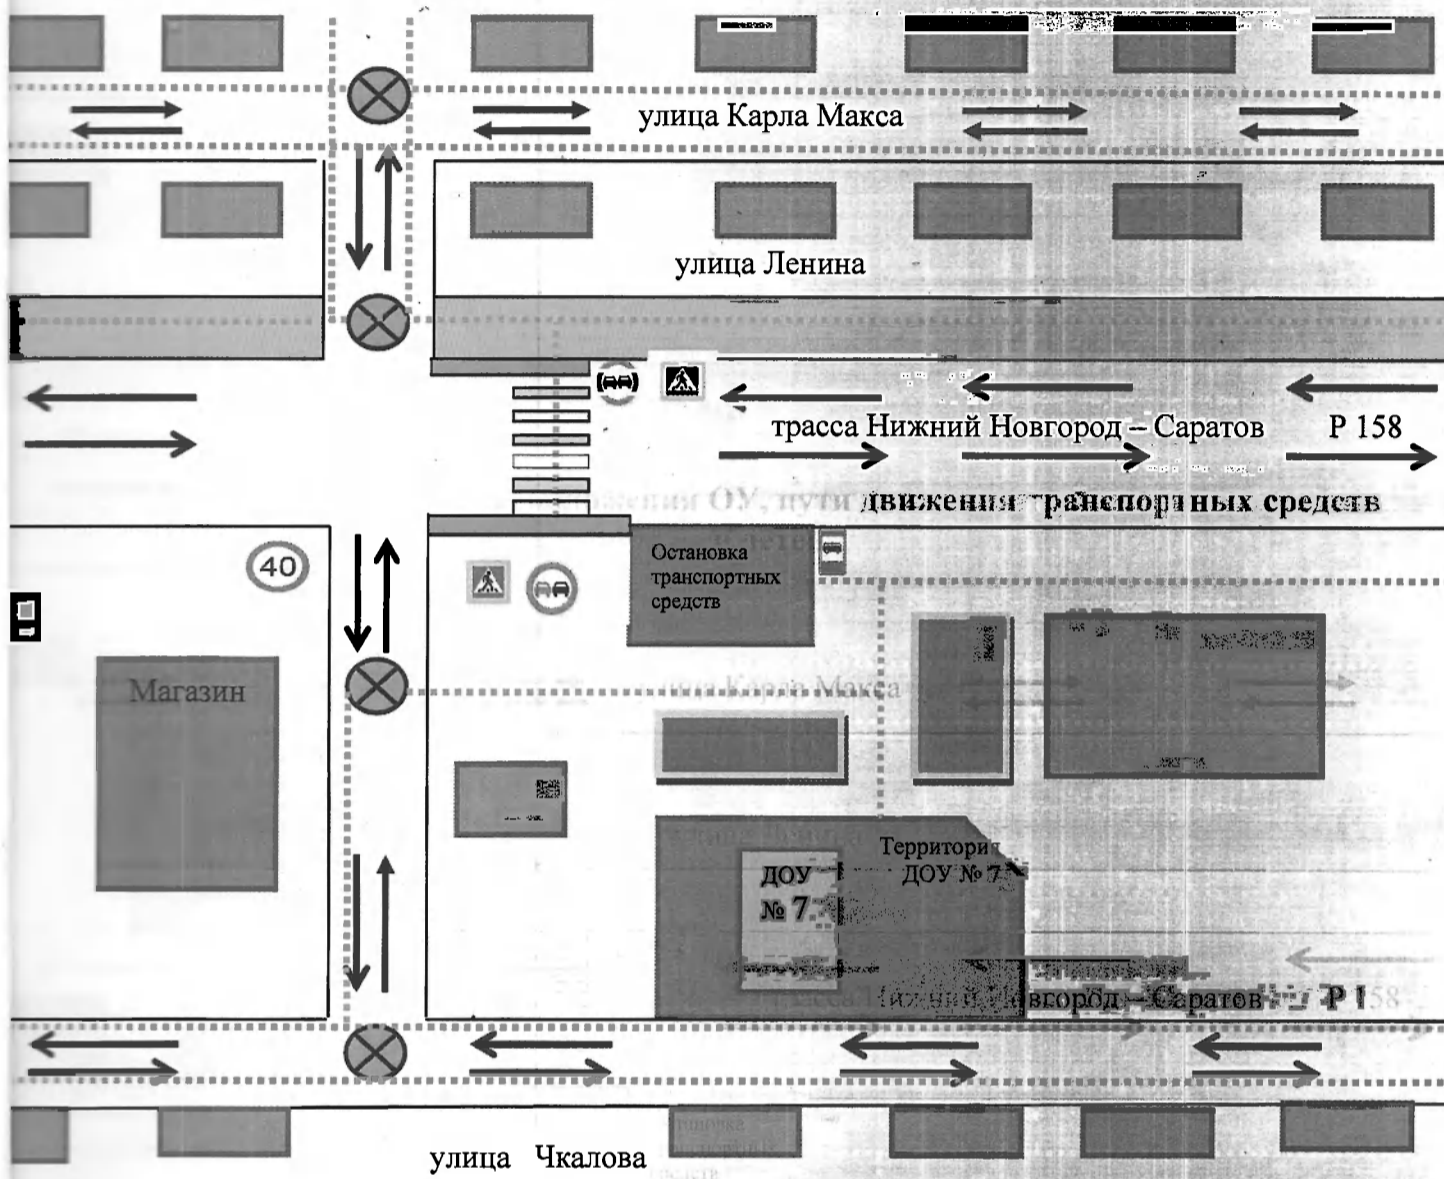 улица Карла Макса
улица Ленина
трасса Нижний Новгород – Саратов Р 158
движения транспортных средств
40
Остановка
транспортных
средств
Магазин
Территория
ДОУ № 7
ДОУ
№ 7
улица Чкалова